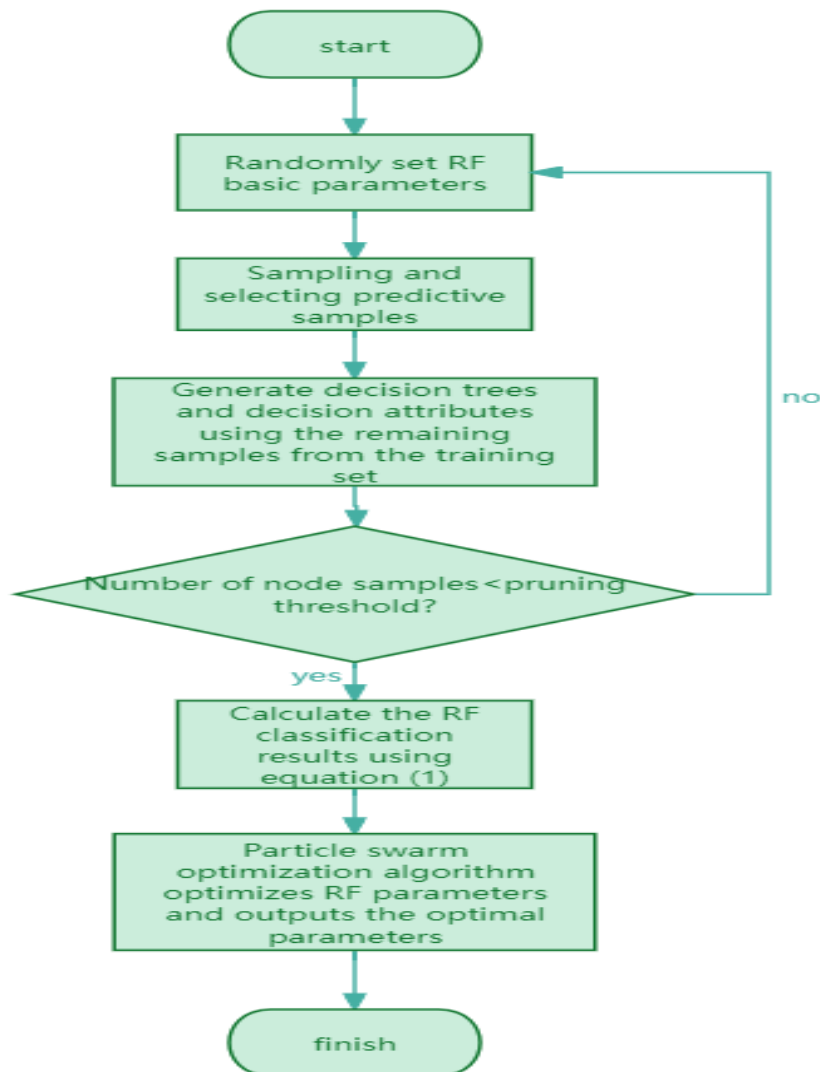 start
Randomly set RF
basic parameters
Sampling and
selecting predictive
samples
Generate decision trees
and decision attributes
using the remaining
samples from the training
set
no
Number of node samples<pruning
threshold?
yes
Calculate the RF
classification
results using
equation (1)
Particle swarm
optimization algorithm
optimizes RF parameters
and outputs the optimal
parameters
finish